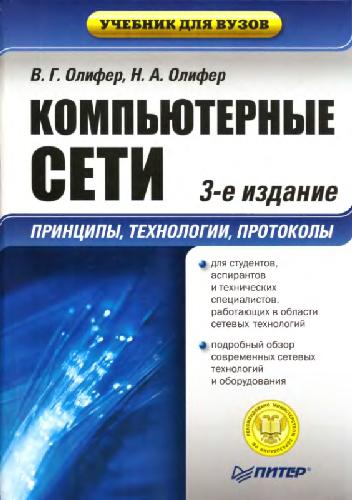 УЧЕБНИК ДЛЯ ВУЗОВ
В. Г. Олифер, Н. А. Олифер
КОМПЬЮТЕРНЫЕ
СЕТИ
3-е издание
ПРИНЦИПЫ, ТЕХНОЛОГИИ, ПРОТОКОЛЫ
для студентов,
аспирантов
и технических
специалистов,
работающих в области
сетевых технологий
подробный обзор
современных сетевых
технологий
и оборудования
ПИТЕР